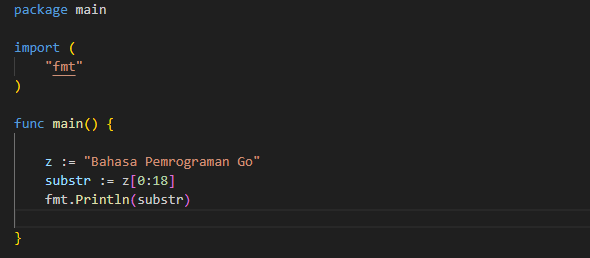 package main
import (
"fmt"
)
func main() {
z := "Bahasa Pemrograman Go"
substr := z[0:18]
fmt.Println(substr)
}